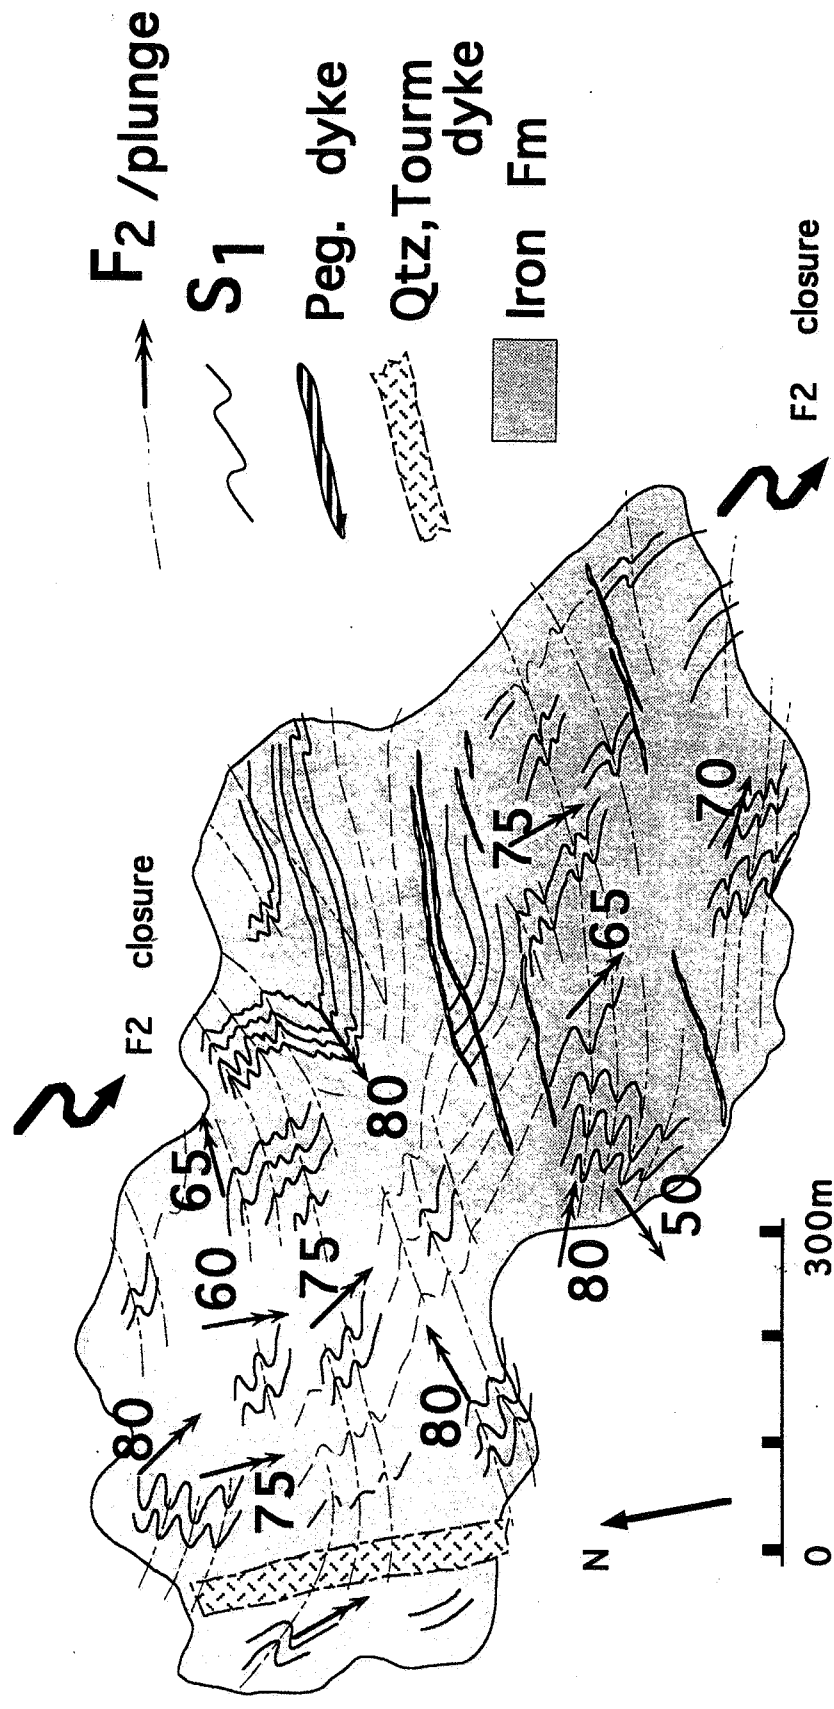 F2 /plunge
S1
Peg. dyke
Qtz,Tourm
dyke
Iron Fm
F2 closure
F2 closure
80
75
60
65
75
80
80
75
65
70
80
50
N
0
300m